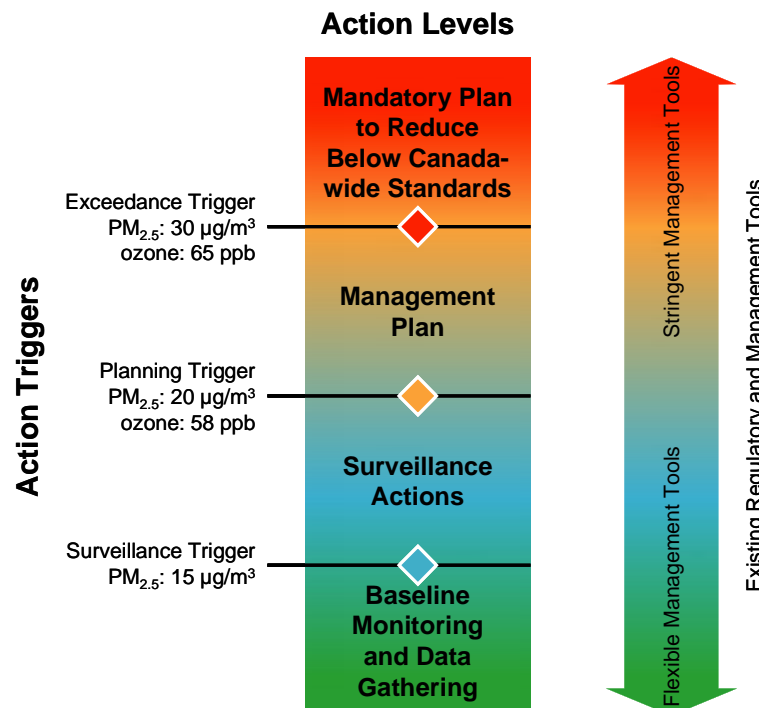 Action Levels
Mandatory Plan
to Reduce
Below Canada-
wide Standards
Exceedance Trigger
PM₂.₅: 30 µg/m³
ozone: 65 ppb
Management
Plan
Planning Trigger
PM₂.₅: 20 µg/m³
ozone: 58 ppb
Surveillance
Actions
Surveillance Trigger
PM₂.₅: 15 µg/m³
Baseline
Monitoring
and Data
Gathering
Action Triggers
Stringent Management Tools
Flexible Management Tools
Existing Regulatory and Management Tools